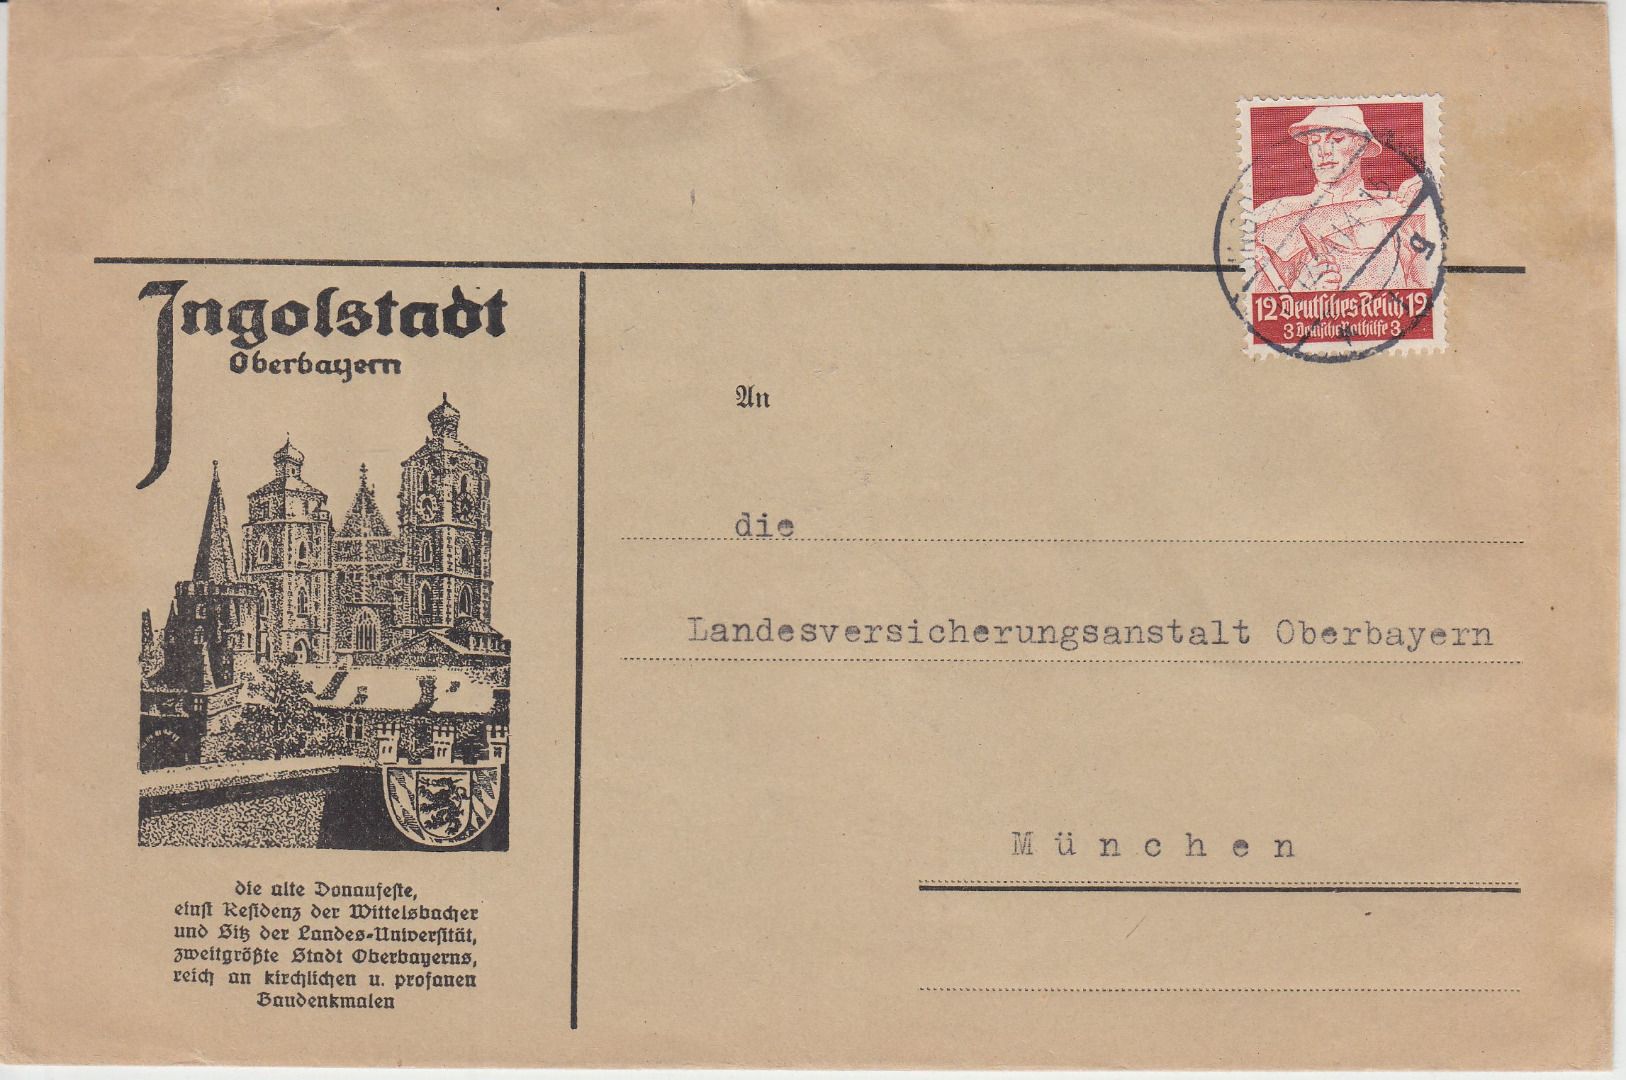 12 Deutsches Reich 12
3 Deutsche Nothilfe 3
Ingolstadt
Oberbayern
An
die
Landesversicherungsanstalt Oberbayern
München
die alte Donaufeste,
einst Residenz der Wittelsbacher
und Sitz der Landes-Universität,
zweitgrößte Stadt Oberbayerns,
reich an kirchlichen u. profanen
Baudenkmalen